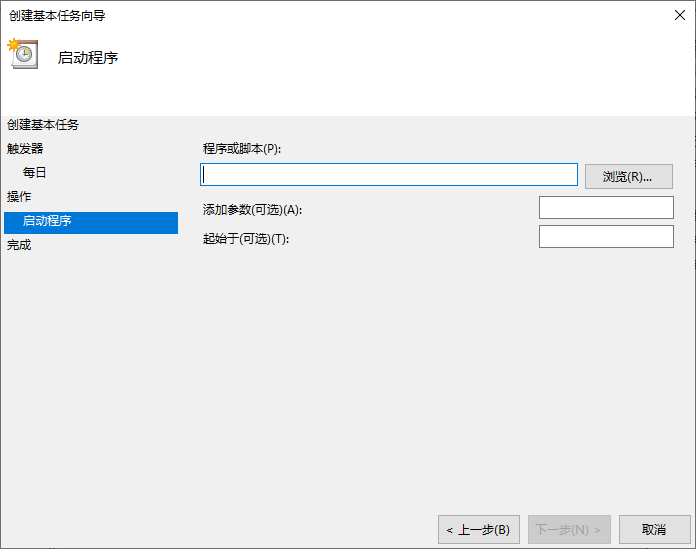 创建基本任务向导
启动程序
创建基本任务
触发器
程序或脚本(P):
每日
浏览(R)...
操作
添加参数(可选)(A):
启动程序
起始于(可选)(T):
完成
< 上一步(B)
下一步(N) >
取消